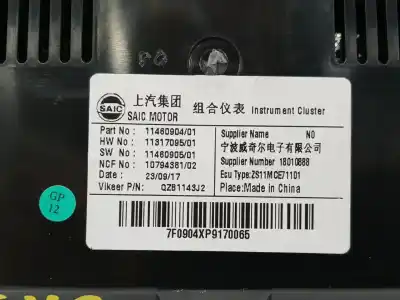 SAIC
上汽集团
SAIC MOTOR
组合仪表 Instrument Cluster
Part No : 11460904/01
HW No : 11317095/01
SW No : 11460905/01
NCF No : 10794381/02
Date : 23/09/17
Vikeer P/N: QZB1143J2
Supplier Name NO
宁波威奇尔电子有限公司
Supplier Number 18010888
Ecu Type:ZS11MCE71101
Place:Made in China
7F0904XP9170065
GP
12